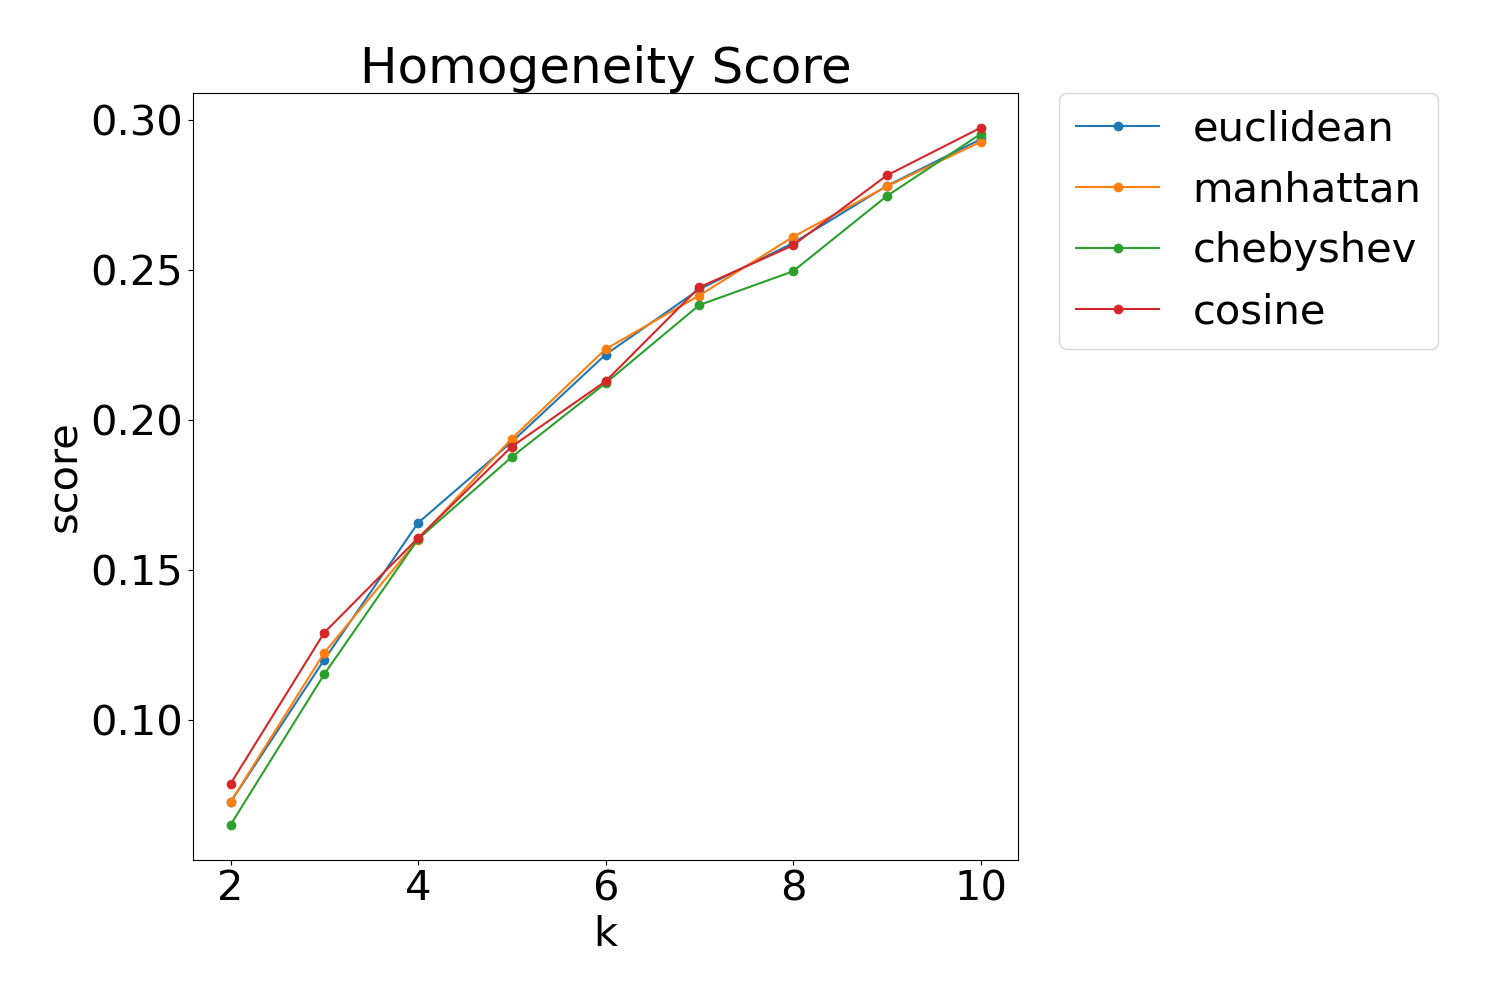 Homogeneity Score
0.30
0.25
0.20
0.15
0.10
score
2 4 6 8 10
k
euclidean
manhattan
chebyshev
cosine